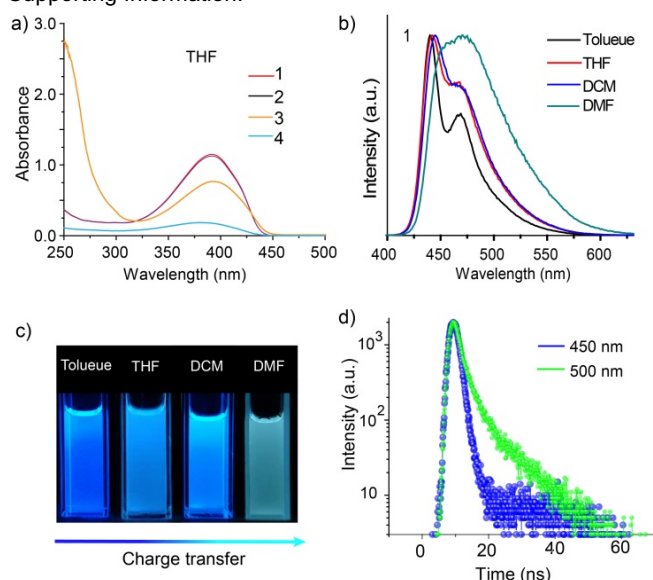 Supporting Information.
a)
THF
1
2
3
4
Absorbance
3.0
2.0
1.0
0.0
250 300 350 400 450 500
Wavelength (nm)
b)
1
Tolueue
THF
DCM
DMF
Intensity (a.u.)
400 450 500 550 600
Wavelength (nm)
c)
Tolueue THF DCM DMF
Charge transfer
d)
450 nm
500 nm
Intensity (a.u.)
10³
10²
10
0 20 40 60
Time (ns)